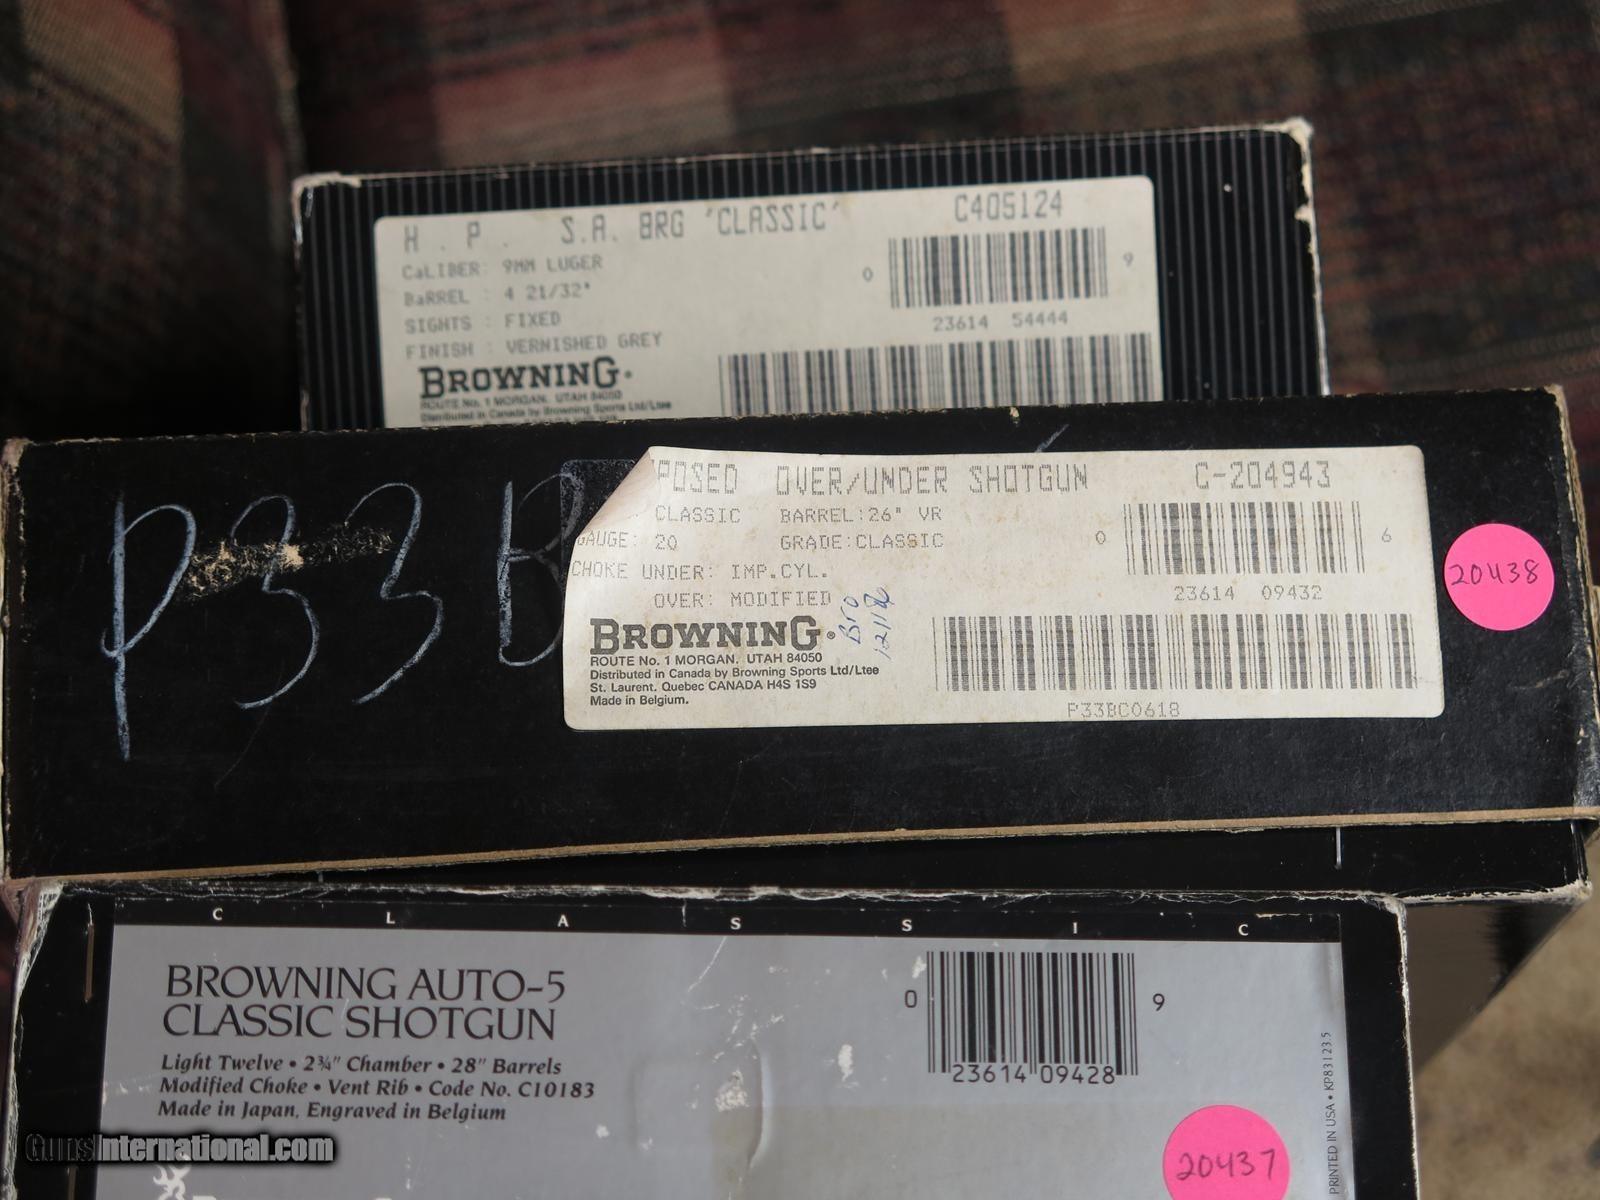 H. P. S.A. BRG 'CLASSIC' C405124
CaLIBER: 9MM LUGER
BaRREL : 4 21/32"
SIGHTS : FIXED
FINISH : VERNISHED GREY
0 9
23614 54444
BROWNING.
ROUTE No. 1 MORGAN, UTAH 84050
Distributed in Canada by Browning Sports Ltd/Ltee
P33B
POSED OVER/UNDER SHOTGUN C-204943
CLASSIC BARREL:26" VR
GAUGE: 20 GRADE:CLASSIC
CHOKE UNDER: IMP.CYL.
OVER: MODIFIED
0 6
23614 09432
BROWNING.
ROUTE No. 1 MORGAN, UTAH 84050
Distributed in Canada by Browning Sports Ltd/Ltee
St. Laurent, Quebec CANADA H4S 1S9
Made in Belgium.
P33BC0618
20438
CLASSIC
BROWNING AUTO-5
CLASSIC SHOTGUN
Light Twelve • 2¾" Chamber • 28" Barrels
Modified Choke • Vent Rib • Code No. C10183
Made in Japan, Engraved in Belgium
0 9
23614 09428
PRINTED IN USA • KP83123.5
20437
GunsInternational.com